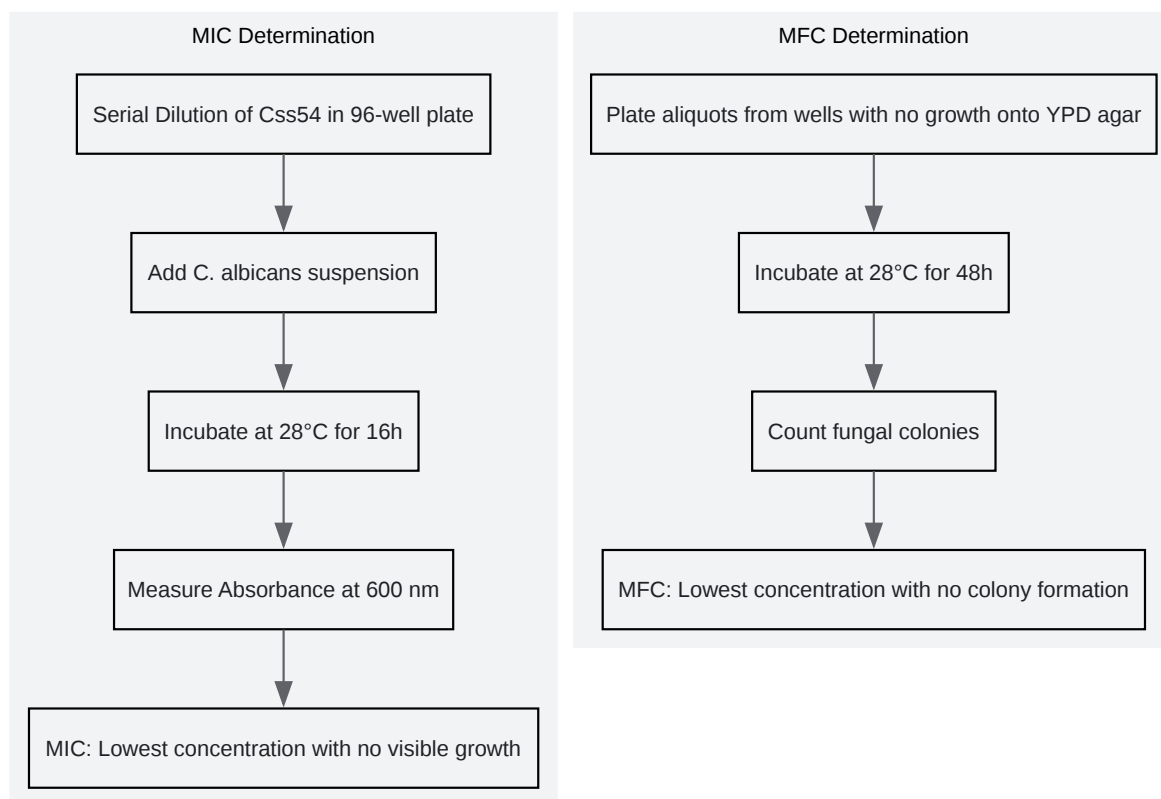 MIC Determination
Serial Dilution of Css54 in 96-well plate
Add C. albicans suspension
Incubate at 28°C for 16h
Measure Absorbance at 600 nm
MIC: Lowest concentration with no visible growth
MFC Determination
Plate aliquots from wells with no growth onto YPD agar
Incubate at 28°C for 48h
Count fungal colonies
MFC: Lowest concentration with no colony formation